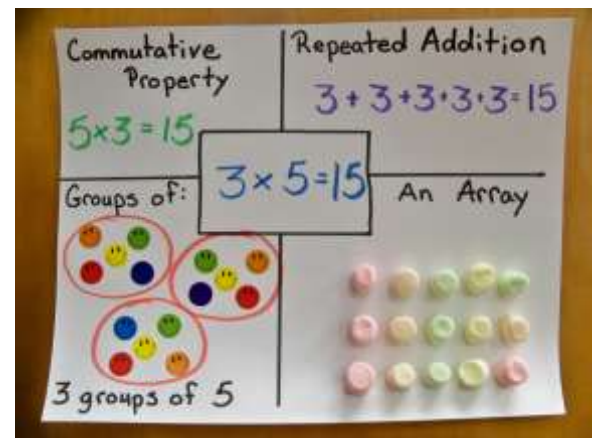 Commutative
Property
5×3=15
Repeated Addition
3+3+3+3+3=15
3×5=15
Groups of:
3 groups of 5
An Array